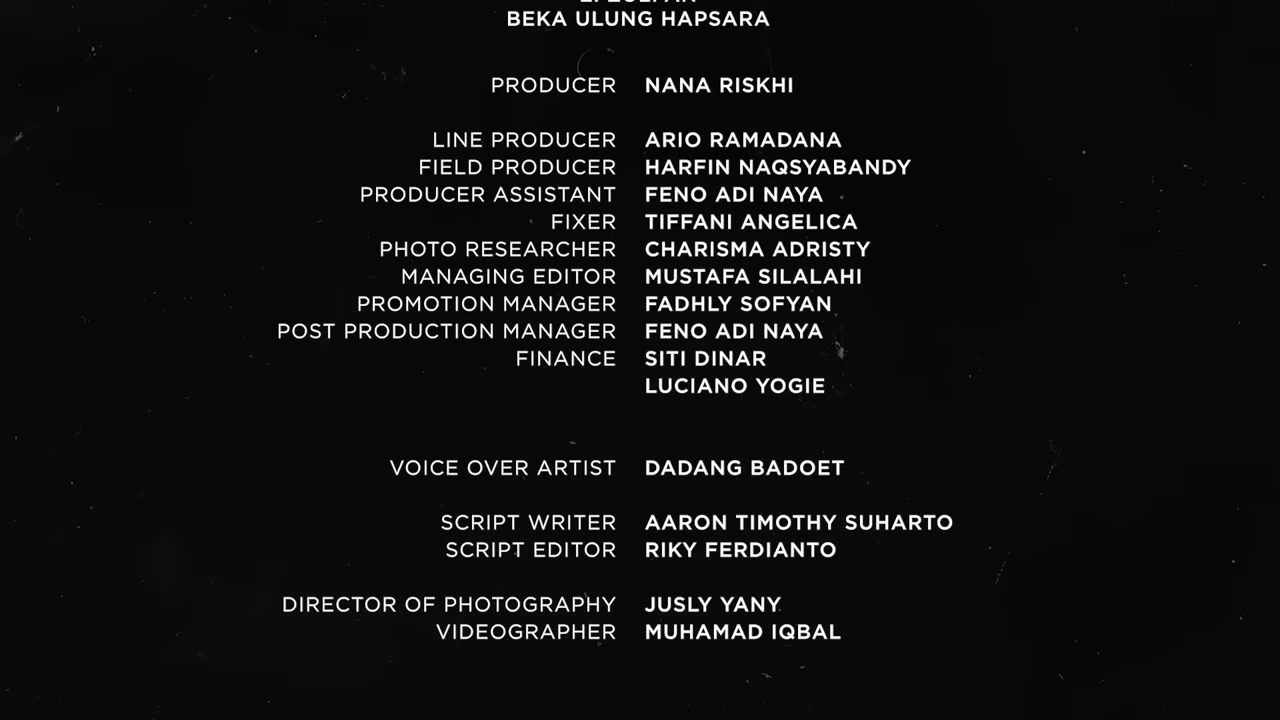 BEKA ULUNG HAPSARA
PRODUCER NANA RISKHI
LINE PRODUCER ARIO RAMADANA
FIELD PRODUCER HARFIN NAQSYABANDY
PRODUCER ASSISTANT FENO ADI NAYA
FIXER TIFFANI ANGELICA
PHOTO RESEARCHER CHARISMA ADRISTY
MANAGING EDITOR MUSTAFA SILALAHI
PROMOTION MANAGER FADHLY SOFYAN
POST PRODUCTION MANAGER FENO ADI NAYA
FINANCE SITI DINAR
LUCIANO YOGIE
VOICE OVER ARTIST DADANG BADOET
SCRIPT WRITER AARON TIMOTHY SUHARTO
SCRIPT EDITOR RIKY FERDIANTO
DIRECTOR OF PHOTOGRAPHY JUSLY YANY
VIDEOGRAPHER MUHAMAD IQBAL